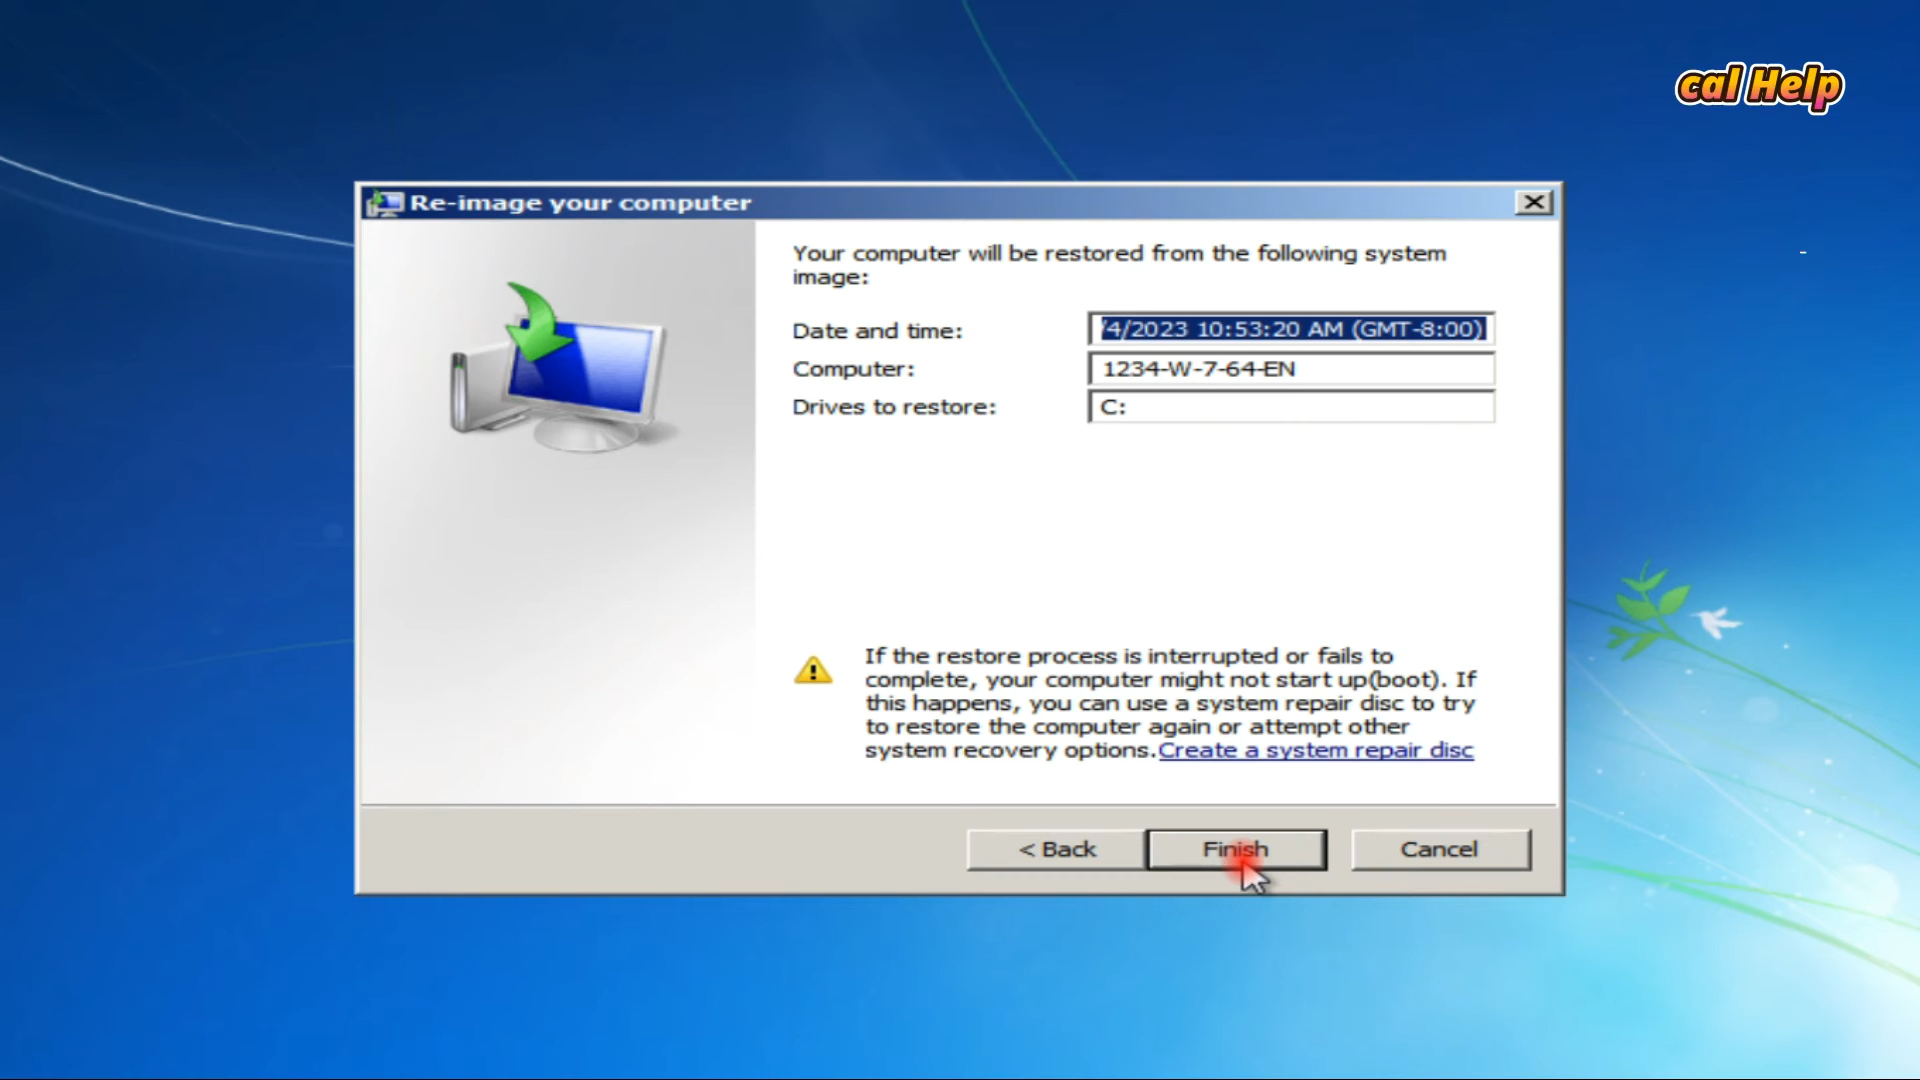 cal Help
Re-image your computer
Your computer will be restored from the following system
image:
Date and time: /4/2023 10:53:20 AM (GMT-8:00)
Computer: 1234-W-7-64-EN
Drives to restore: C:
If the restore process is interrupted or fails to
complete, your computer might not start up(boot). If
this happens, you can use a system repair disc to try
to restore the computer again or attempt other
system recovery options.Create a system repair disc
< Back Finish Cancel